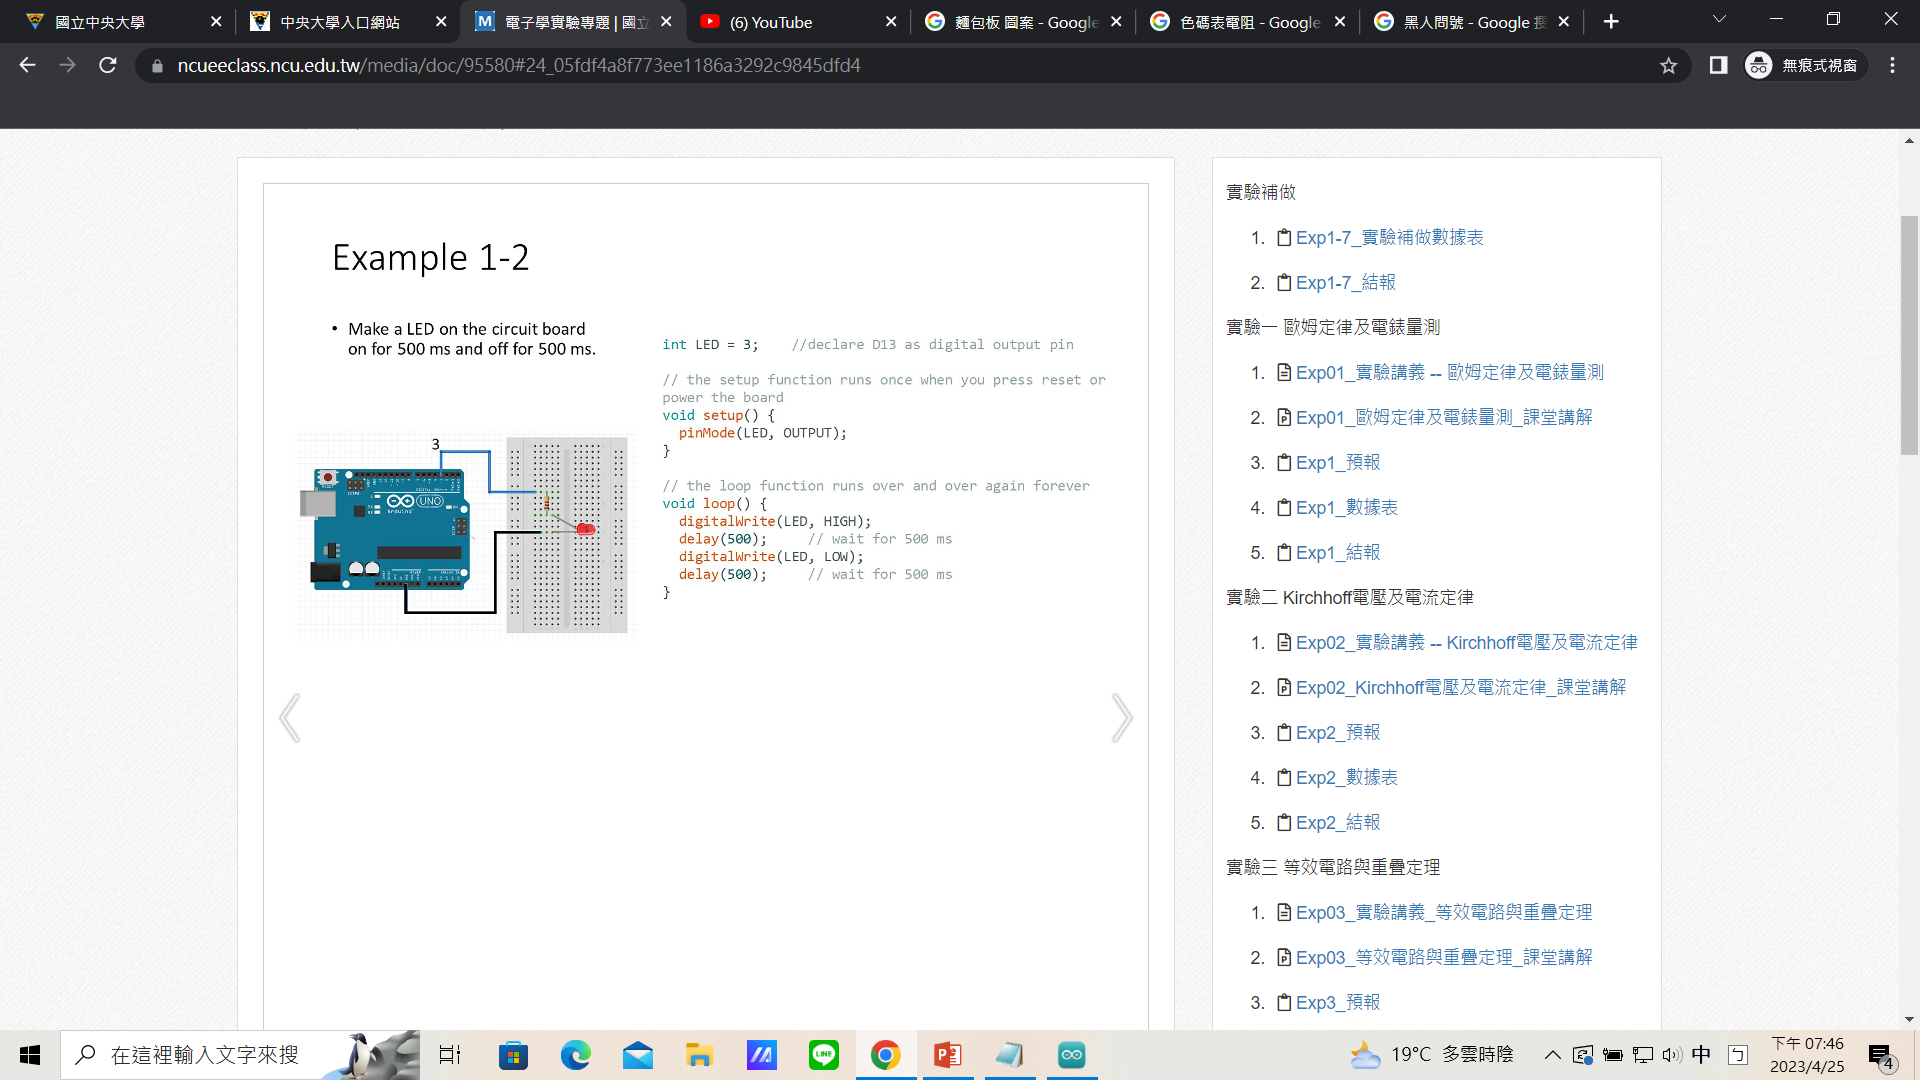 國立中央大學
中央大學入口網站
電子學實驗專題 | 國立
(6) YouTube
麵包板 圖案 - Google
色碼表電阻 - Google
黑人問號 - Google 搜
ncueeclass.ncu.edu.tw/media/doc/95580#24_05fdf4a8f773ee1186a3292c9845dfd4
無痕式視窗
Example 1-2
• Make a LED on the circuit board
on for 500 ms and off for 500 ms.
3
UNO
int LED = 3;    //declare D13 as digital output pin
// the setup function runs once when you press reset or
power the board
void setup() {
pinMode(LED, OUTPUT);
}
// the loop function runs over and over again forever
void loop() {
digitalWrite(LED, HIGH);
delay(500);     // wait for 500 ms
digitalWrite(LED, LOW);
delay(500);     // wait for 500 ms
}
實驗補做
1. Exp1-7_實驗補做數據表
2. Exp1-7_結報
實驗一 歐姆定律及電錶量測
1. Exp01_實驗講義 -- 歐姆定律及電錶量測
2. Exp01_歐姆定律及電錶量測_課堂講解
3. Exp1_預報
4. Exp1_數據表
5. Exp1_結報
實驗二 Kirchhoff電壓及電流定律
1. Exp02_實驗講義 -- Kirchhoff電壓及電流定律
2. Exp02_Kirchhoff電壓及電流定律_課堂講解
3. Exp2_預報
4. Exp2_數據表
5. Exp2_結報
實驗三 等效電路與重疊定理
1. Exp03_實驗講義_等效電路與重疊定理
2. Exp03_等效電路與重疊定理_課堂講解
3. Exp3_預報
在這裡輸入文字來搜
LINE
19°C 多雲時陰
中
ㄅ
下午 07:46
2023/4/25
4